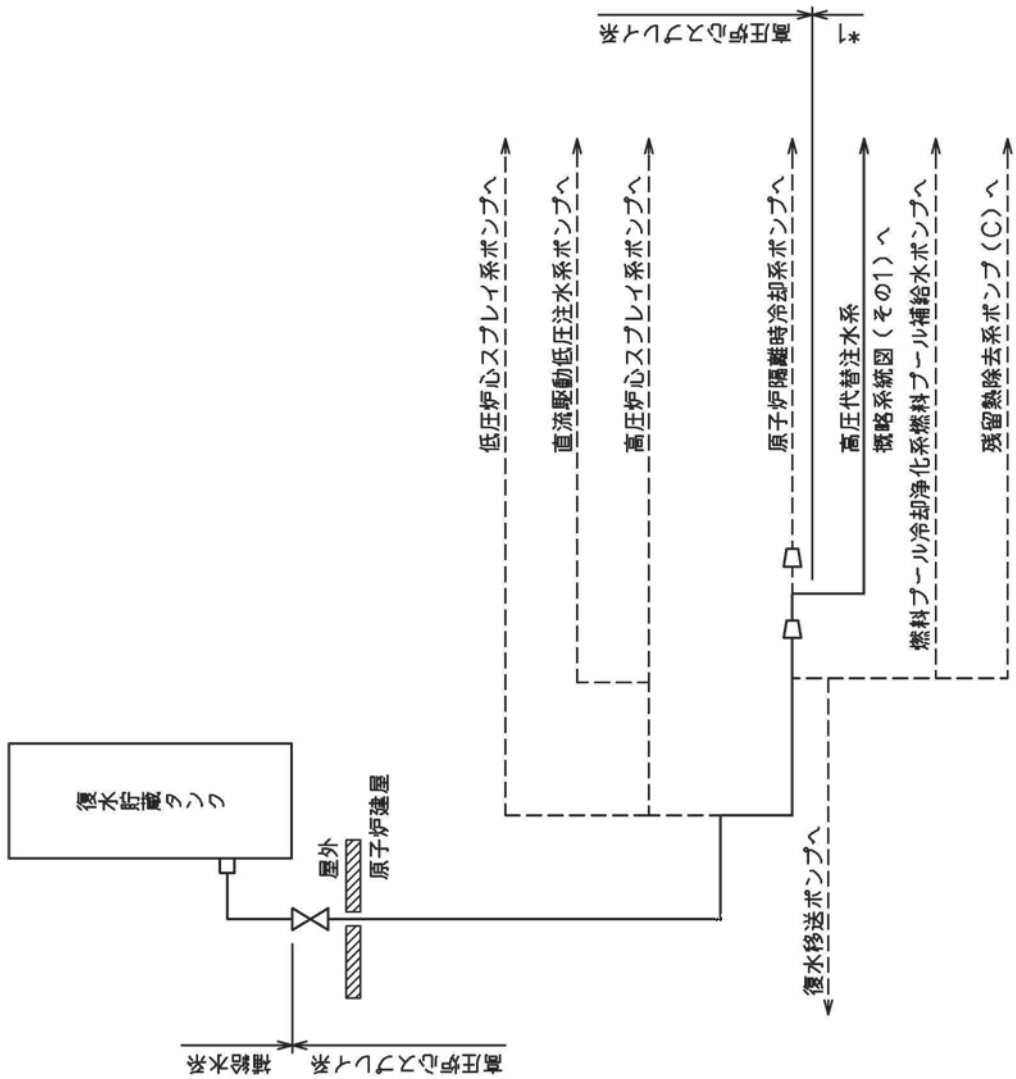 高圧炉心スプレイ系
*1
低圧炉心スプレイ系ポンプへ
直流駆動低圧注水系ポンプへ
高圧炉心スプレイ系ポンプへ
原子炉隔離時冷却系ポンプへ
高圧代替注水系
概略系統図(その1)へ
燃料プール冷却浄化系燃料プール補給水ポンプへ
残留熱除去系ポンプ(C)へ
復水貯蔵タンク
屋外
原子炉建屋
復水移送ポンプへ
補給水系
高圧炉心スプレイ系